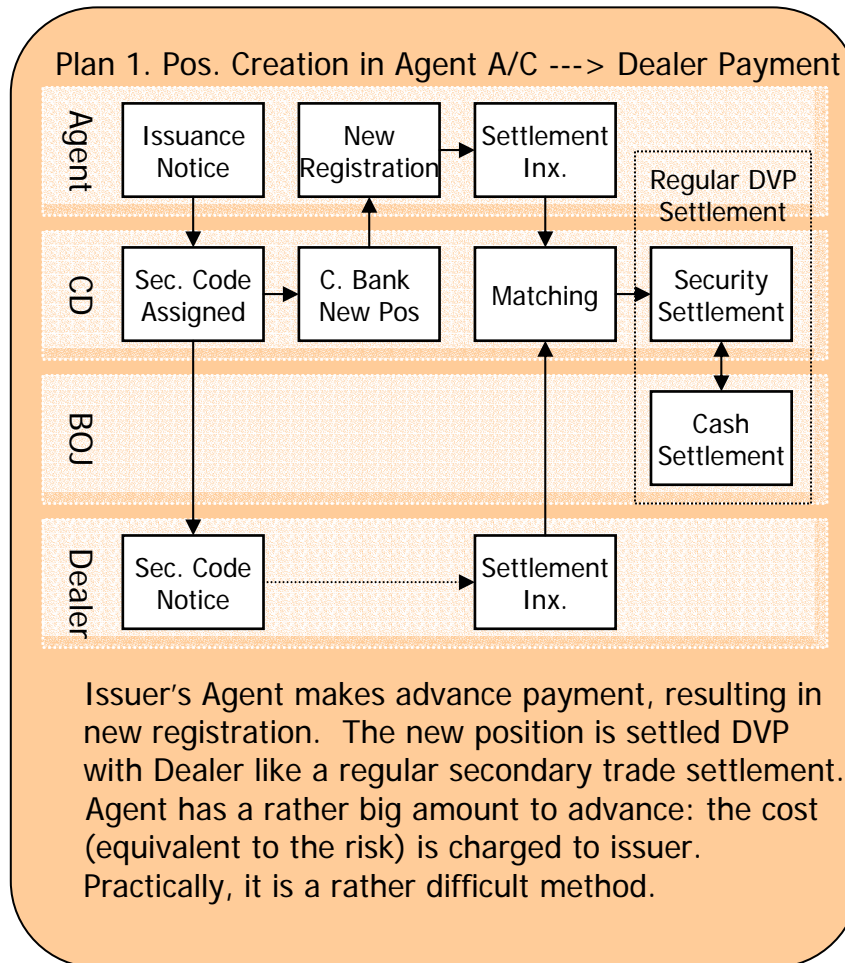 Plan 1. Pos. Creation in Agent A/C ---> Dealer Payment
Agent
Issuance
Notice
New
Registration
Settlement
Inx.
Regular DVP
Settlement
CD
Sec. Code
Assigned
C. Bank
New Pos
Matching
Security
Settlement
BOJ
Cash
Settlement
Dealer
Sec. Code
Notice
Settlement
Inx.
Issuer's Agent makes advance payment, resulting in
new registration.  The new position is settled DVP
with Dealer like a regular secondary trade settlement.
Agent has a rather big amount to advance: the cost
(equivalent to the risk) is charged to issuer.
Practically, it is a rather difficult method.